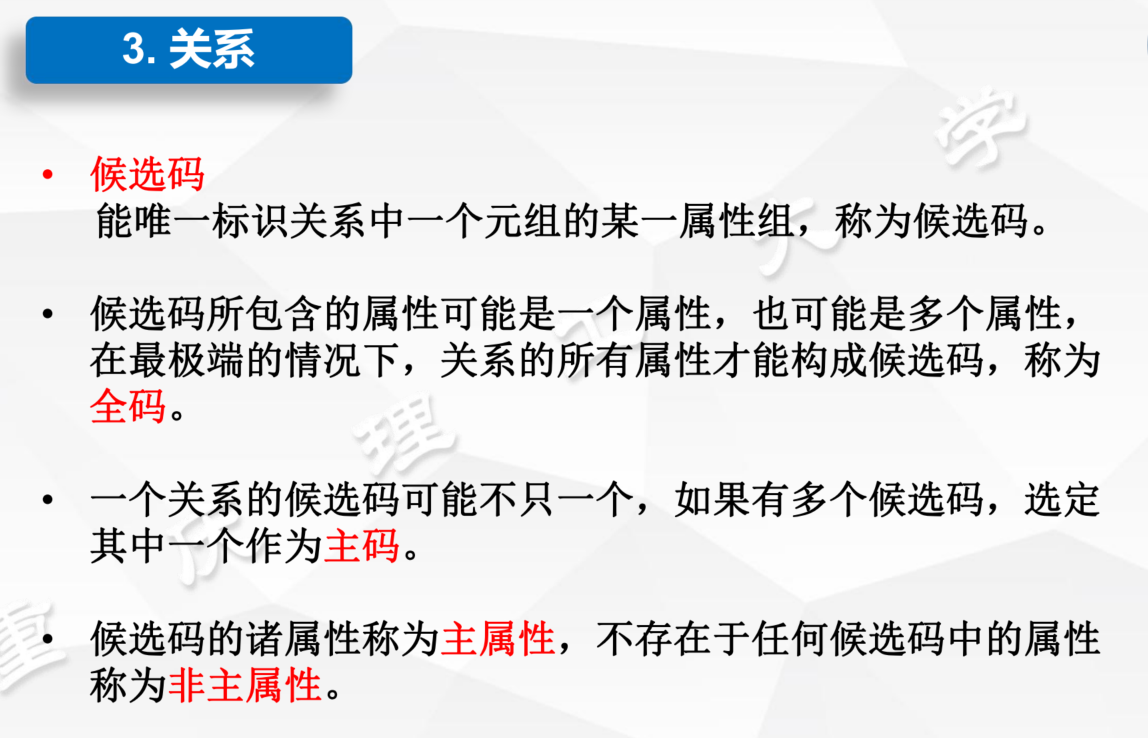 3. 关系
• 候选码
能唯一标识关系中一个元组的某一属性组，称为候选码。
• 候选码所包含的属性可能是一个属性，也可能是多个属性，
在最极端的情况下，关系的所有属性才能构成候选码，称为
全码。
• 一个关系的候选码可能不只一个，如果有多个候选码，选定
其中一个作为主码。
• 候选码的诸属性称为主属性，不存在于任何候选码中的属性
称为非主属性。
重庆理工大学